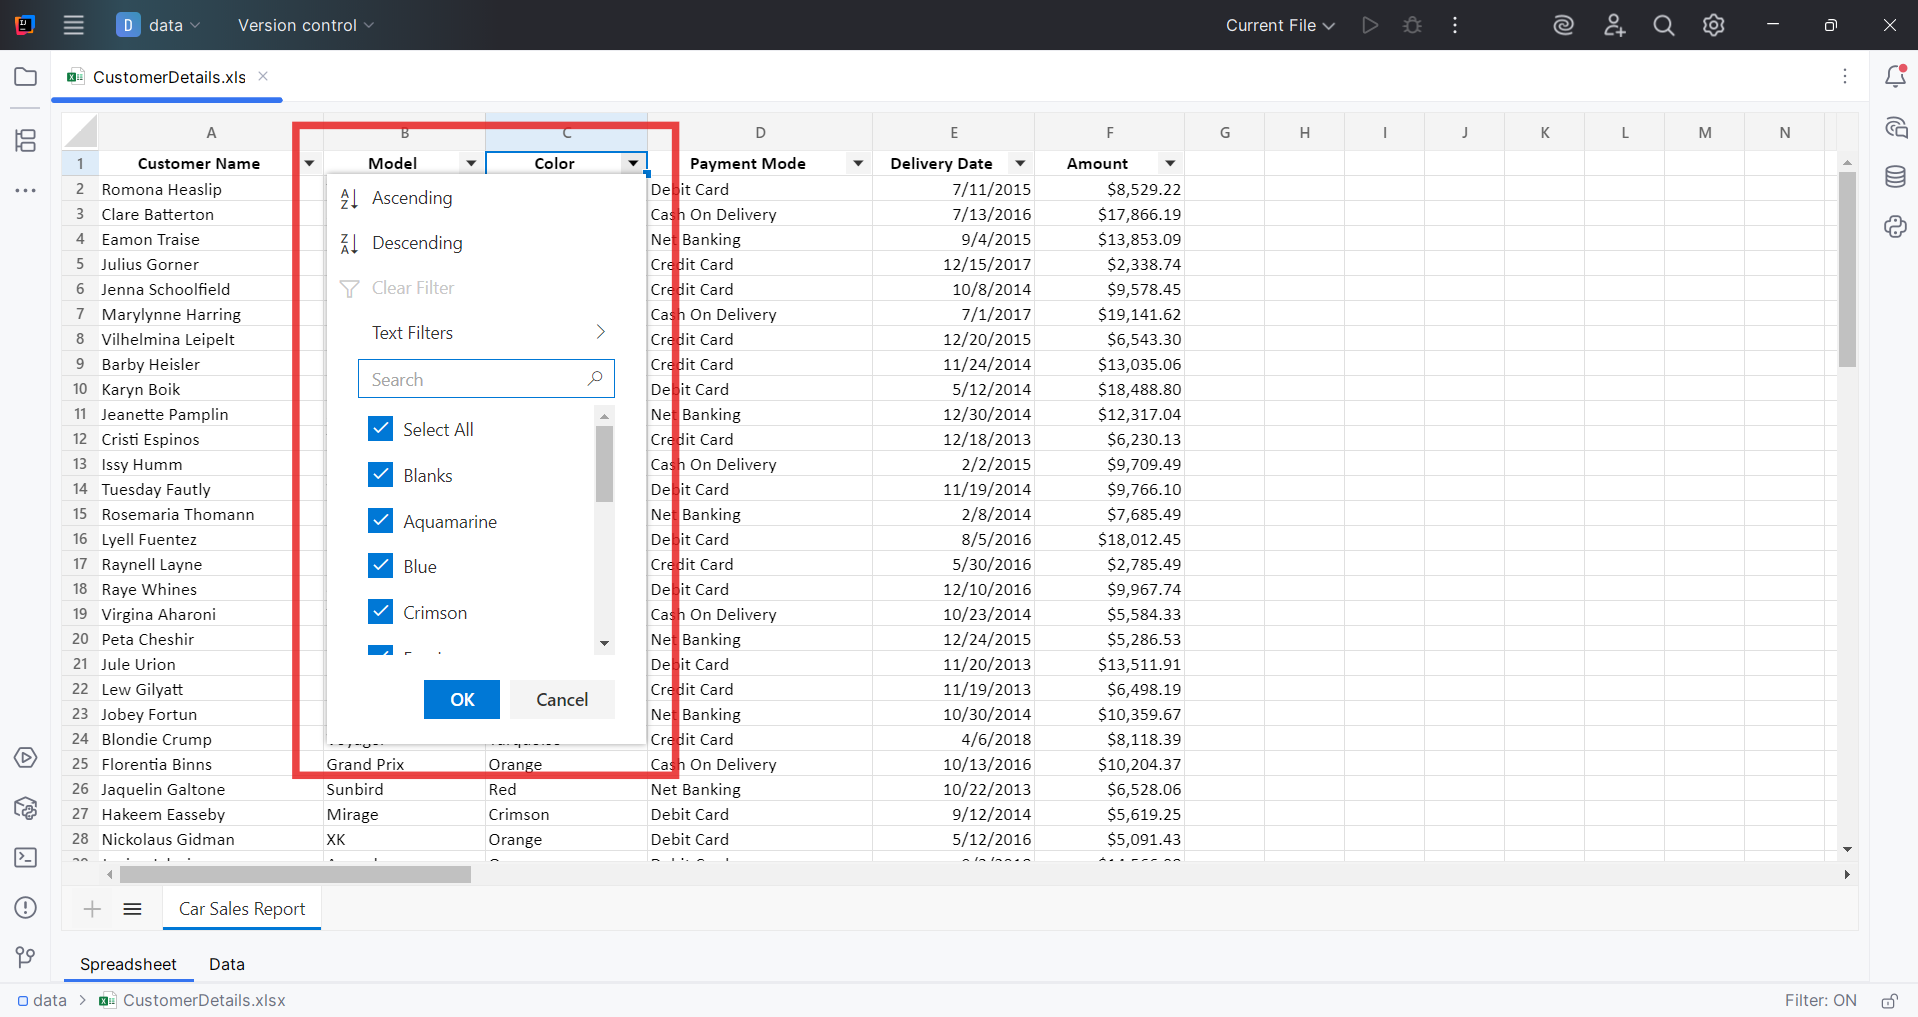 D data Version control Current File
CustomerDetails.xls
A B C D E F G H I J K L M N
1 Customer Name Model Color Payment Mode Delivery Date Amount
2 Romona Heaslip Debit Card 7/11/2015 $8,529.22
3 Clare Batterton Cash On Delivery 7/13/2016 $17,866.19
4 Eamon Traise Net Banking 9/4/2015 $13,853.09
5 Julius Gorner Credit Card 12/15/2017 $2,338.74
6 Jenna Schoolfield Credit Card 10/8/2014 $9,578.45
7 Marylynne Harring Cash On Delivery 7/1/2017 $19,141.62
8 Vilhelmina Leipelt Credit Card 12/20/2015 $6,543.30
9 Barby Heisler Credit Card 11/24/2014 $13,035.06
10 Karyn Boik Debit Card 5/12/2014 $18,488.80
11 Jeanette Pamplin Net Banking 12/30/2014 $12,317.04
12 Cristi Espinos Credit Card 12/18/2013 $6,230.13
13 Issy Humm Cash On Delivery 2/2/2015 $9,709.49
14 Tuesday Fautly Debit Card 11/19/2014 $9,766.10
15 Rosemaria Thomann Net Banking 2/8/2014 $7,685.49
16 Lyell Fuentez Debit Card 8/5/2016 $18,012.45
17 Raynell Layne Credit Card 5/30/2016 $2,785.49
18 Raye Whines Debit Card 12/10/2016 $9,967.74
19 Virgina Aharoni Cash On Delivery 10/23/2014 $5,584.33
20 Peta Cheshir Net Banking 12/24/2015 $5,286.53
21 Jule Urion Debit Card 11/20/2013 $13,511.91
22 Lew Gilyatt Credit Card 11/19/2013 $6,498.19
23 Jobey Fortun Net Banking 10/30/2014 $10,359.67
24 Blondie Crump Credit Card 4/6/2018 $8,118.39
25 Florentia Binns Grand Prix Orange Cash On Delivery 10/13/2016 $10,204.37
26 Jaquelin Galtone Sunbird Red Net Banking 10/22/2013 $6,528.06
27 Hakeem Easseby Mirage Crimson Debit Card 9/12/2014 $5,619.25
28 Nickolaus Gidman XK Orange Debit Card 5/12/2016 $5,091.43
Ascending
Descending
Clear Filter
Text Filters
Search
Select All
Blanks
Aquamarine
Blue
Crimson
OK Cancel
Car Sales Report
Spreadsheet Data
data CustomerDetails.xlsx Filter: ON